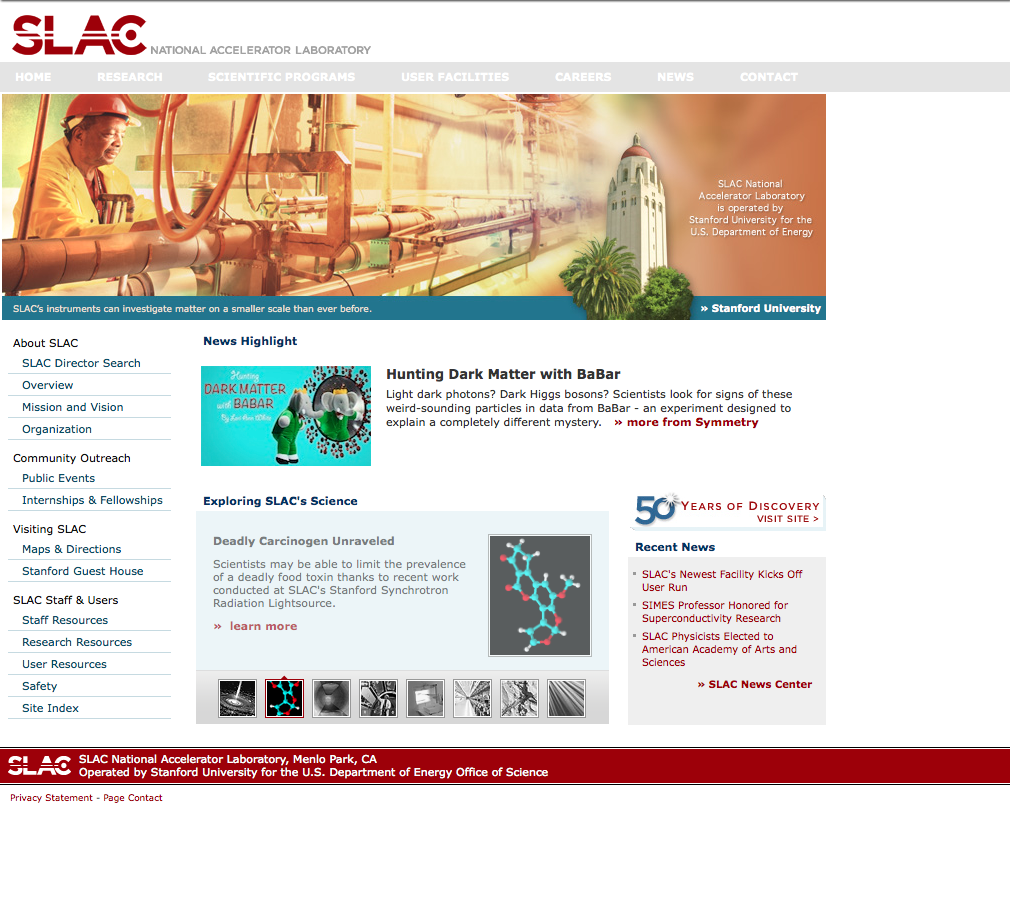 SLAC NATIONAL ACCELERATOR LABORATORY
HOME RESEARCH SCIENTIFIC PROGRAMS USER FACILITIES CAREERS NEWS CONTACT
SLAC National
Accelerator Laboratory
is operated by
Stanford University for the
U.S. Department of Energy
SLAC's instruments can investigate matter on a smaller scale than ever before.
» Stanford University
About SLAC
SLAC Director Search
Overview
Mission and Vision
Organization
Community Outreach
Public Events
Internships & Fellowships
Visiting SLAC
Maps & Directions
Stanford Guest House
SLAC Staff & Users
Staff Resources
Research Resources
User Resources
Safety
Site Index
News Highlight
Hunting
DARK MATTER
with BABAR
By Lori Ann White
Hunting Dark Matter with BaBar
Light dark photons? Dark Higgs bosons? Scientists look for signs of these
weird-sounding particles in data from BaBar - an experiment designed to
explain a completely different mystery. » more from Symmetry
Exploring SLAC's Science
Deadly Carcinogen Unraveled
Scientists may be able to limit the prevalence
of a deadly food toxin thanks to recent work
conducted at SLAC's Stanford Synchrotron
Radiation Lightsource.
» learn more
50 YEARS OF DISCOVERY
VISIT SITE >
Recent News
SLAC's Newest Facility Kicks Off
User Run
SIMES Professor Honored for
Superconductivity Research
SLAC Physicists Elected to
American Academy of Arts and
Sciences
» SLAC News Center
SLAC
SLAC National Accelerator Laboratory, Menlo Park, CA
Operated by Stanford University for the U.S. Department of Energy Office of Science
Privacy Statement - Page Contact